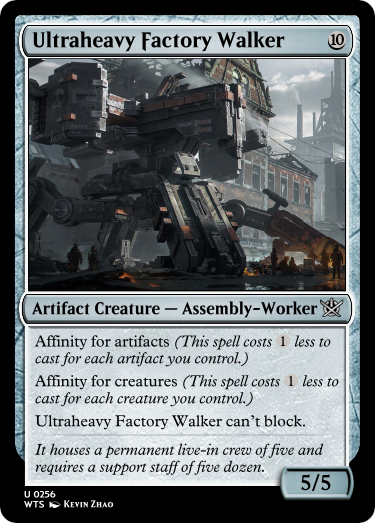 Ultraheavy Factory Walker 10
Artifact Creature — Assembly-Worker
Affinity for artifacts (This spell costs 1 less to
cast for each artifact you control.)
Affinity for creatures (This spell costs 1 less to
cast for each creature you control.)
Ultraheavy Factory Walker can't block.
It houses a permanent live-in crew of five and
requires a support staff of five dozen.
5/5
U 0256
WTS Kevin Zhao